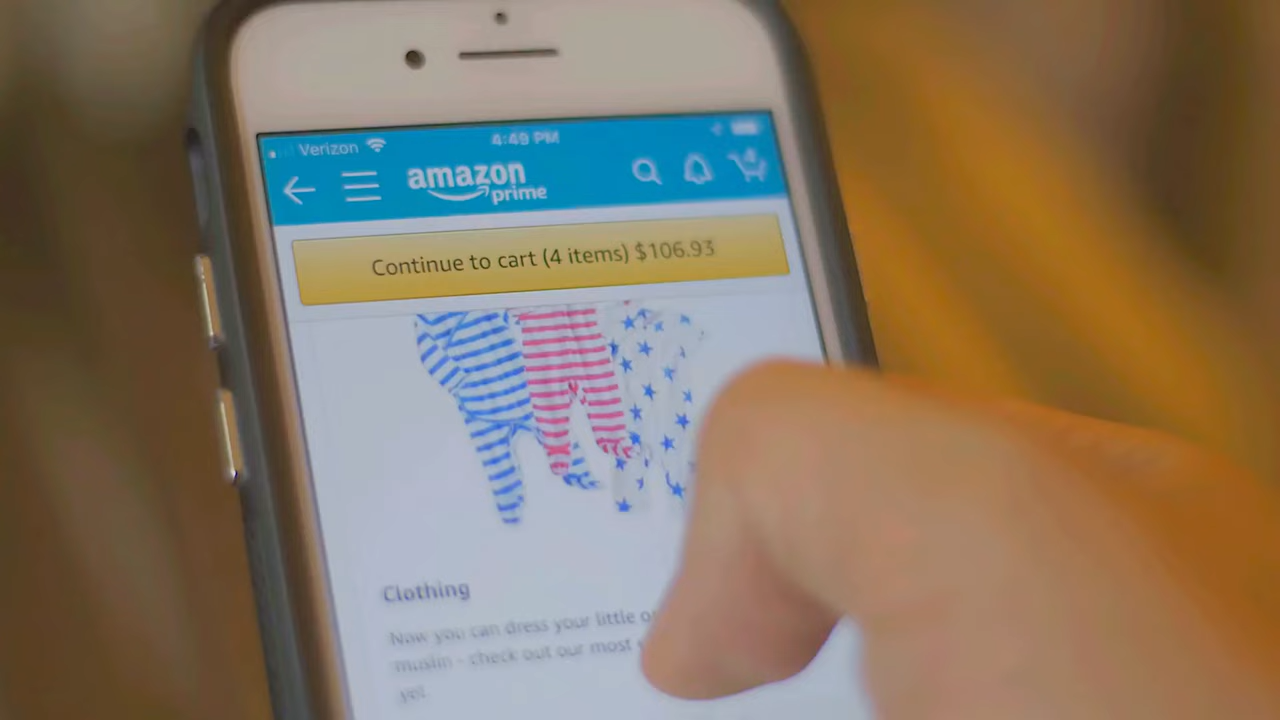 Verizon 4:49 PM
amazon
prime
4
Continue to cart (4 items) $106.93
Clothing
Now you can dress your little
muslin - check out our most
yet.